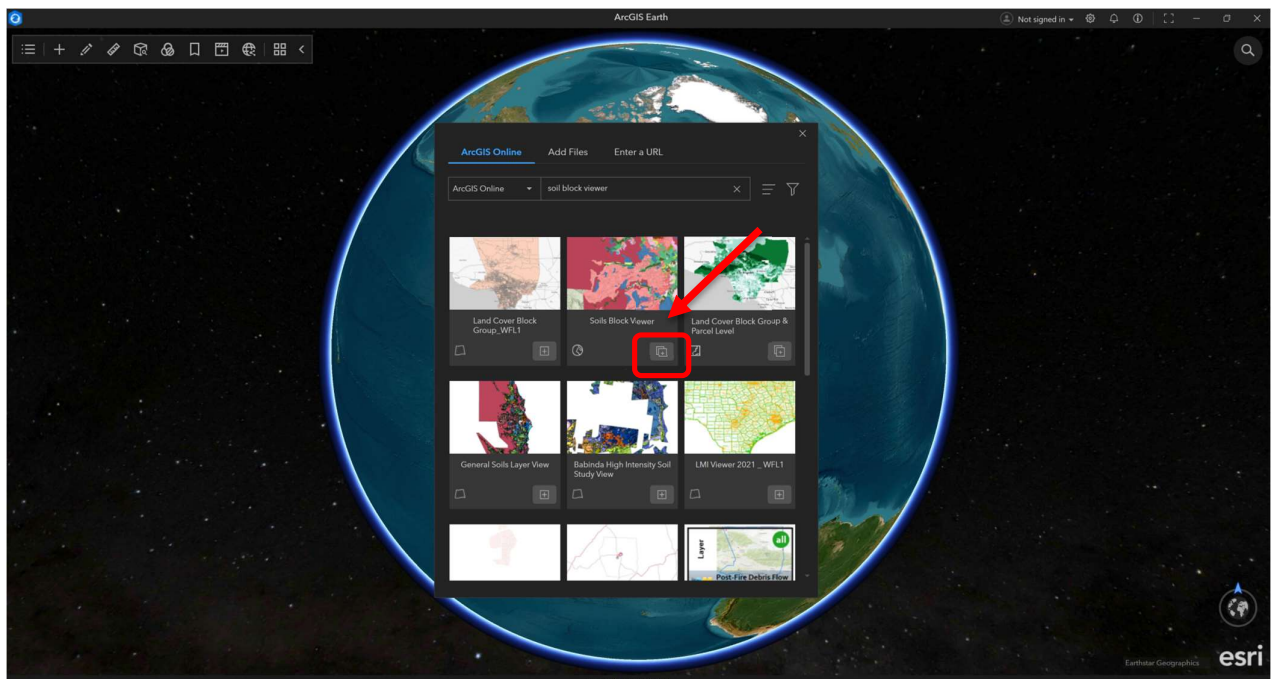 ArcGIS Earth
Not signed in
ArcGIS Online
Add Files
Enter a URL
ArcGIS Online
soil block viewer
Land Cover Block
Group_WFL1
Soils Block Viewer
Land Cover Block Group &
Parcel Level
General Soils Layer View
Babinda High Intensity Soil
Study View
LMI Viewer 2021 _ WFL1
Layer
all
Post-Fire Debris Flow
Earthstar Geographics
esri